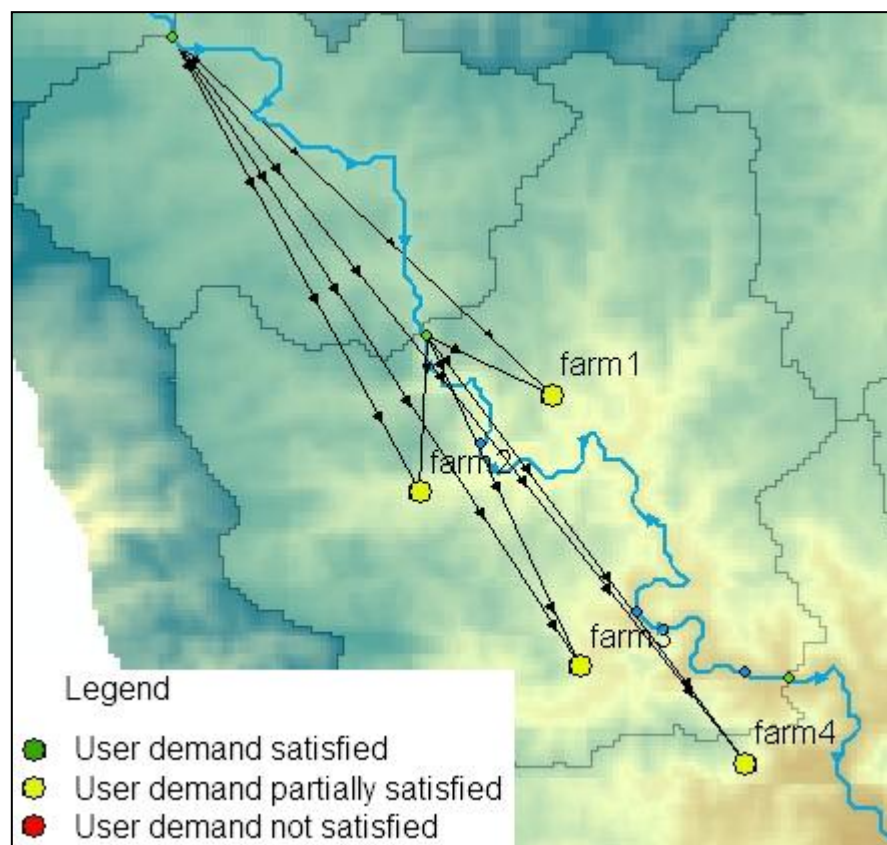 farm1
farm2
farm3
farm4
Legend
User demand satisfied
User demand partially satisfied
User demand not satisfied